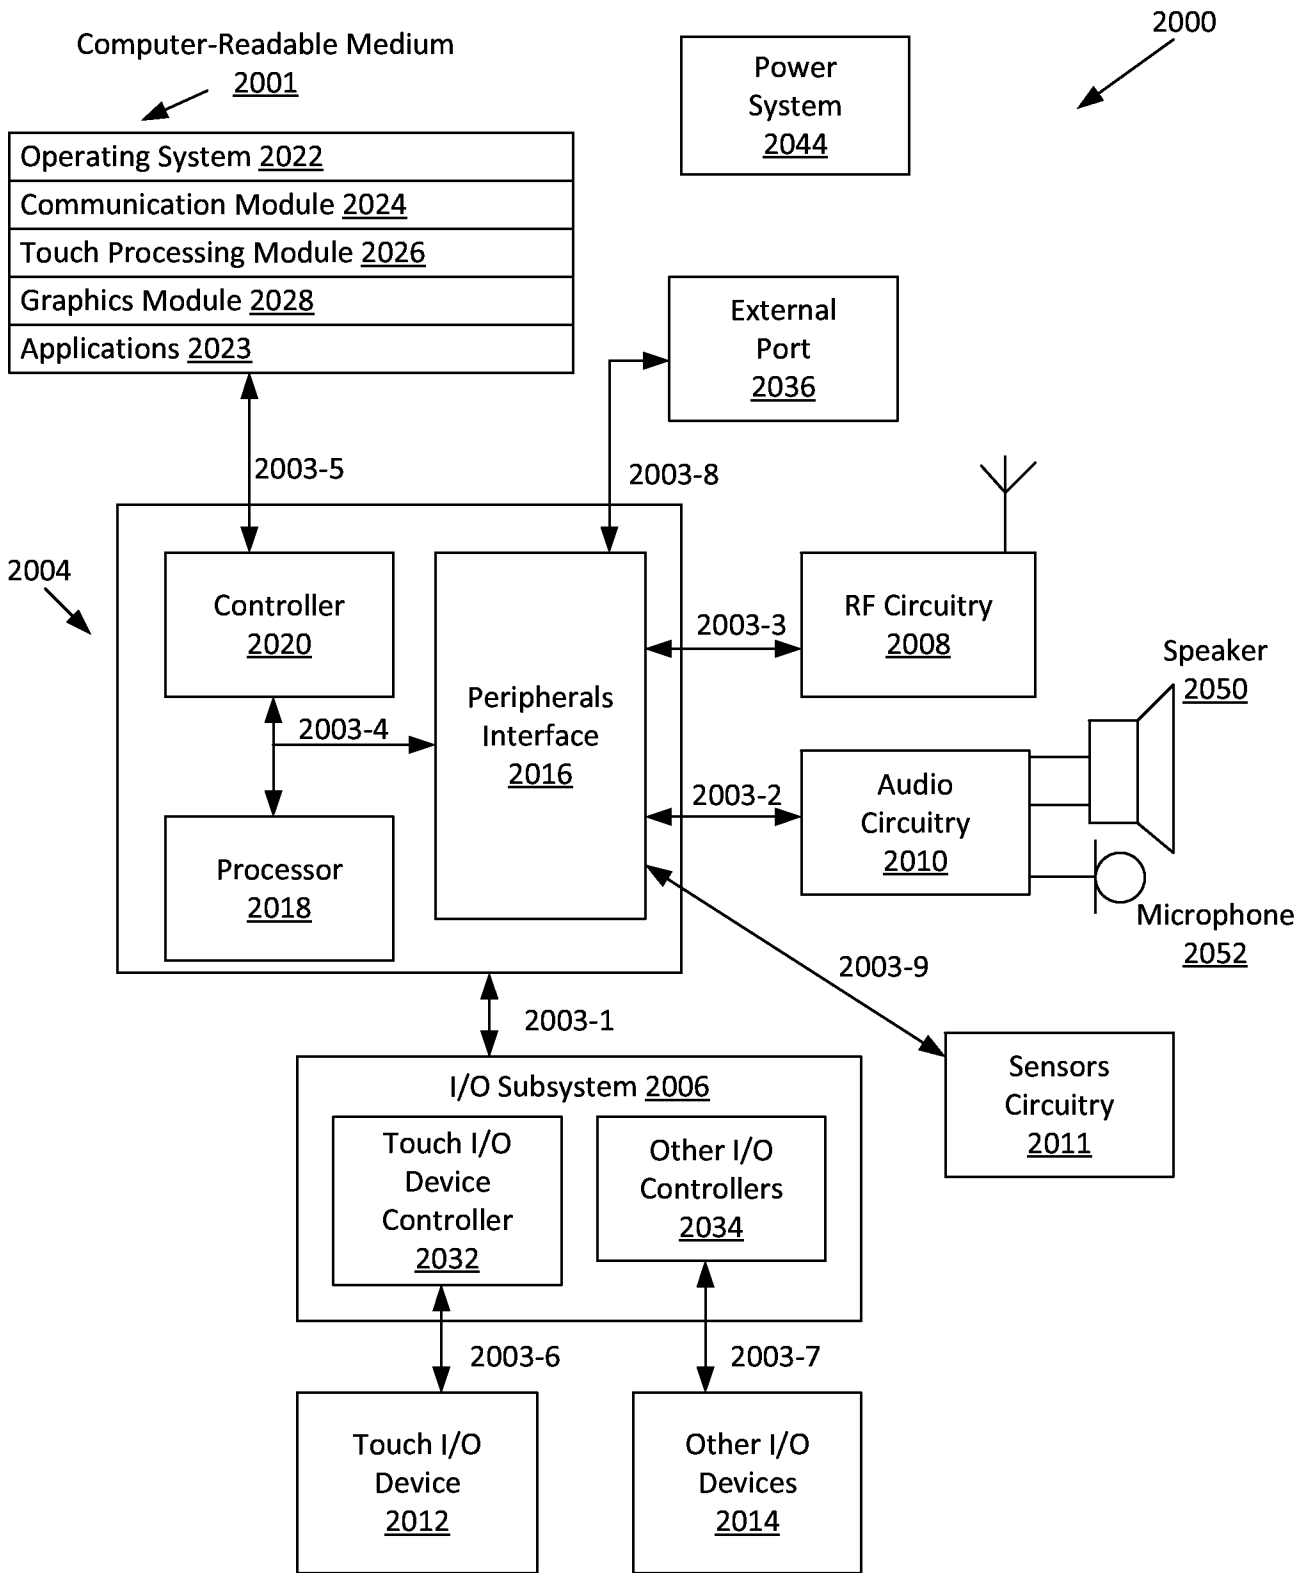 2000
Computer-Readable Medium
2001
Power
System
2044
Operating System 2022
Communication Module 2024
Touch Processing Module 2026
Graphics Module 2028
Applications 2023
External
Port
2036
2003-5
2003-8
2004
Controller
2020
RF Circuitry
2008
2003-3
Speaker
2050
Peripherals
Interface
2016
2003-4
2003-2
Audio
Circuitry
2010
Processor
2018
Microphone
2052
2003-9
2003-1
Sensors
Circuitry
2011
I/O Subsystem 2006
Touch I/O
Device
Controller
2032
Other I/O
Controllers
2034
2003-6
2003-7
Touch I/O
Device
2012
Other I/O
Devices
2014